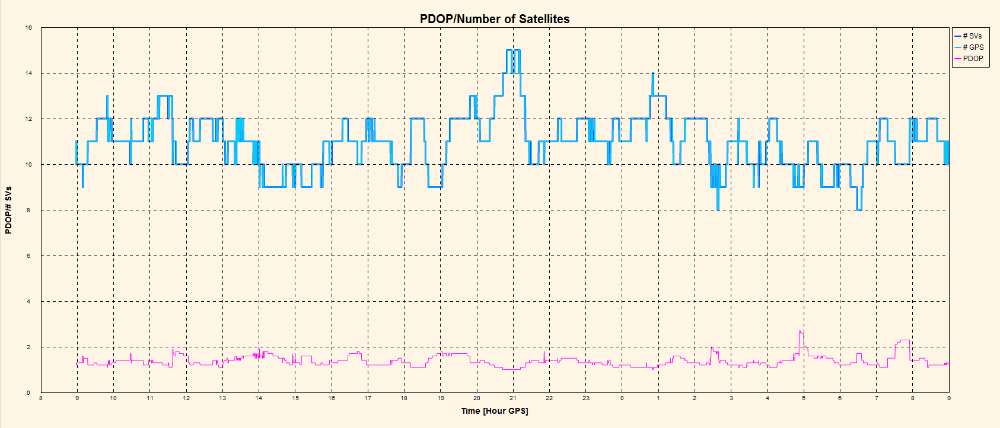 PDOP/Number of Satellites
# SVs
# GPS
PDOP
PDOP/# SVs
16
14
12
10
8
6
4
2
0
8 9 10 11 12 13 14 15 16 17 18 19 20 21 22 23 0 1 2 3 4 5 6 7 8 9
Time [Hour GPS]